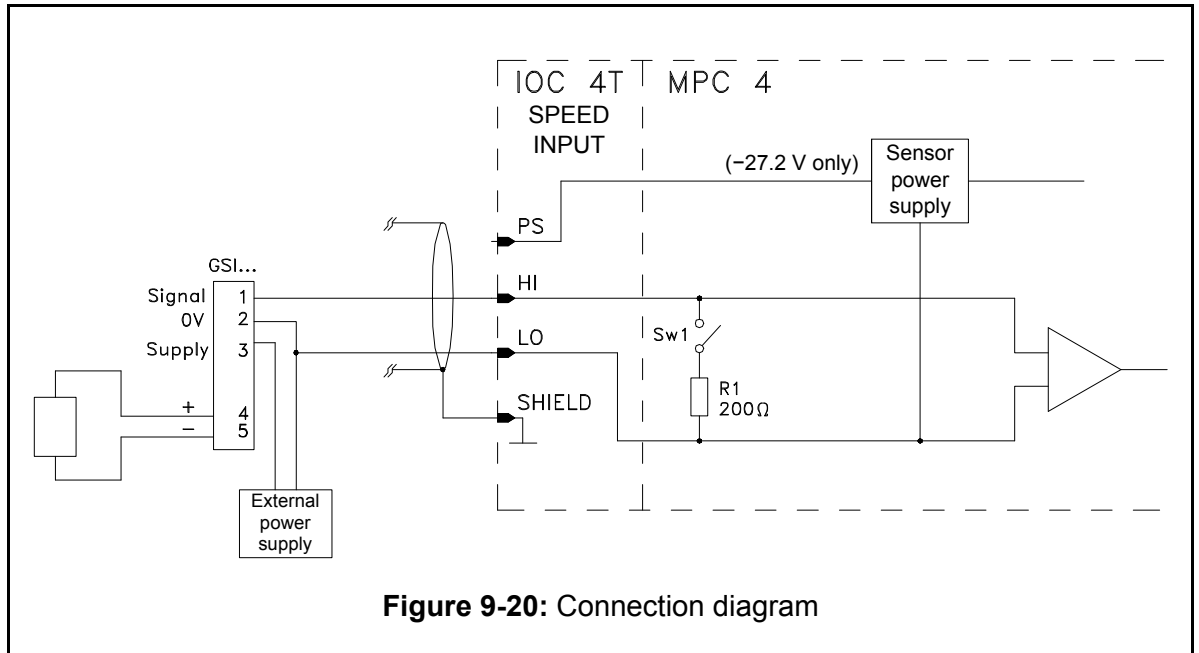 IOC 4T
MPC 4
SPEED
INPUT
(−27.2 V only)
Sensor
power
supply
PS
GSI...
HI
Signal 1
0V 2
Supply 3
LO
Sw1
R1
200Ω
SHIELD
+ 4
− 5
External
power
supply
Figure 9-20: Connection diagram